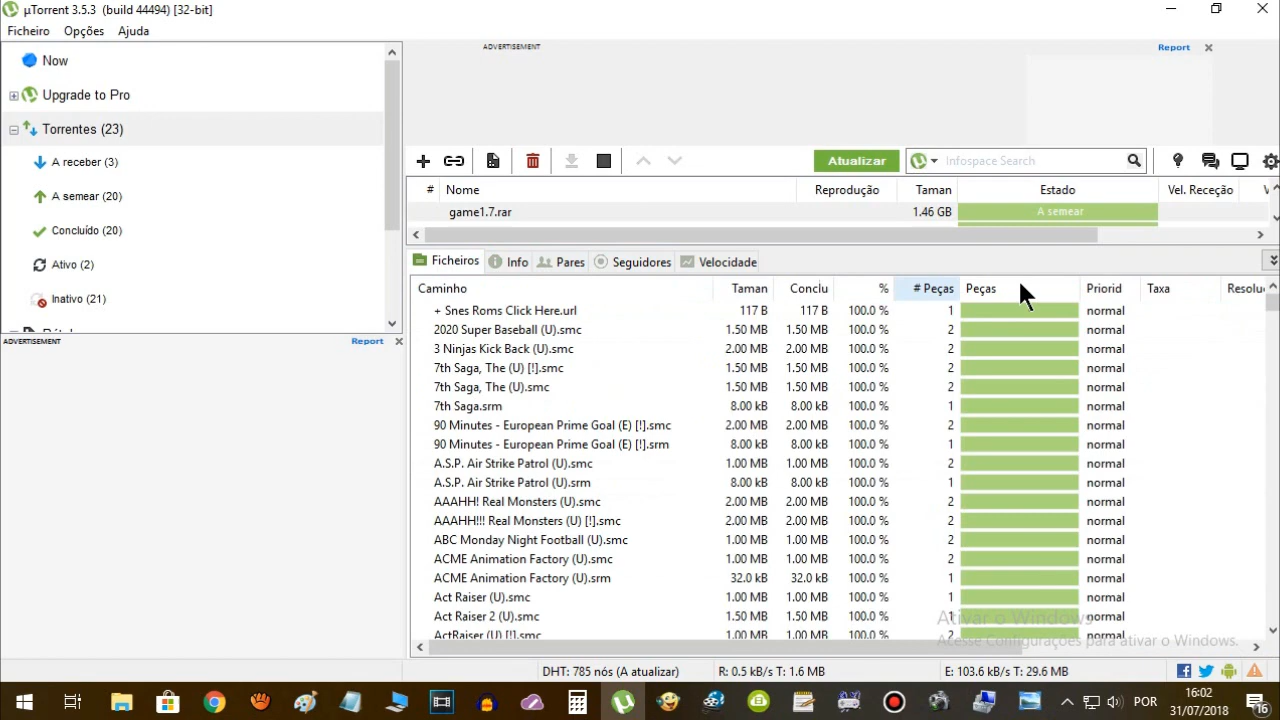 µTorrent 3.5.3 (build 44494) [32-bit]
Ficheiro Opções Ajuda
Now
Upgrade to Pro
Torrentes (23)
A receber (3)
A semear (20)
Concluído (20)
Ativo (2)
Inativo (21)
ADVERTISEMENT Report
ADVERTISEMENT Report
Atualizar Infospace Search
# Nome Reprodução Taman Estado Vel. Receção V
game1.7.rar 1.46 GB A semear
Ficheiros Info Pares Seguidores Velocidade
Caminho Taman Conclu % # Peças Peças Priorid Taxa Resolu
+ Snes Roms Click Here.url 117 B 117 B 100.0 % 1 normal
2020 Super Baseball (U).smc 1.50 MB 1.50 MB 100.0 % 2 normal
3 Ninjas Kick Back (U).smc 2.00 MB 2.00 MB 100.0 % 2 normal
7th Saga, The (U) [!].smc 1.50 MB 1.50 MB 100.0 % 2 normal
7th Saga, The (U).smc 1.50 MB 1.50 MB 100.0 % 2 normal
7th Saga.srm 8.00 kB 8.00 kB 100.0 % 1 normal
90 Minutes - European Prime Goal (E) [!].smc 2.00 MB 2.00 MB 100.0 % 2 normal
90 Minutes - European Prime Goal (E) [!].srm 8.00 kB 8.00 kB 100.0 % 1 normal
A.S.P. Air Strike Patrol (U).smc 1.00 MB 1.00 MB 100.0 % 2 normal
A.S.P. Air Strike Patrol (U).srm 8.00 kB 8.00 kB 100.0 % 1 normal
AAAHH! Real Monsters (U).smc 2.00 MB 2.00 MB 100.0 % 2 normal
AAAHH!!! Real Monsters (U) [!].smc 2.00 MB 2.00 MB 100.0 % 2 normal
ABC Monday Night Football (U).smc 1.00 MB 1.00 MB 100.0 % 2 normal
ACME Animation Factory (U).smc 1.00 MB 1.00 MB 100.0 % 2 normal
ACME Animation Factory (U).srm 32.0 kB 32.0 kB 100.0 % 1 normal
Act Raiser (U).smc 1.00 MB 1.00 MB 100.0 % 1 normal
Act Raiser 2 (U).smc 1.50 MB 1.50 MB 100.0 % 2 normal
ActRaiser (U) [!].smc 1.00 MB 1.00 MB 100.0 % 2 normal
Ativar o Windows
Acesse Configurações para ativar o Windows.
DHT: 785 nós (A atualizar) R: 0.5 kB/s T: 1.6 MB E: 103.6 kB/s T: 29.6 MB
POR 16:02
31/07/2018 16